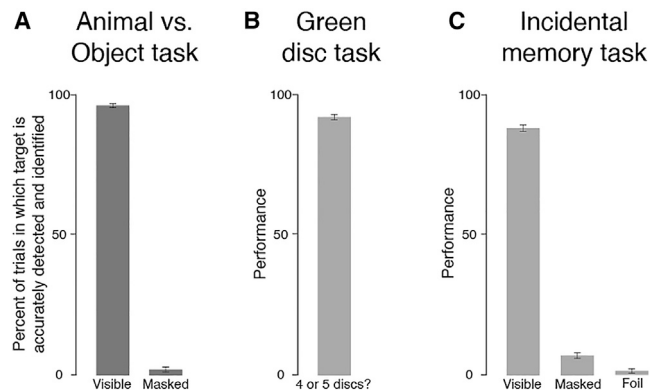 A Animal vs.
Object task
Percent of trials in which target is
accurately detected and identified
100
50
0
Visible Masked
B Green
disc task
Performance
100
50
0
4 or 5 discs?
C Incidental
memory task
Performance
100
50
0
Visible Masked Foil